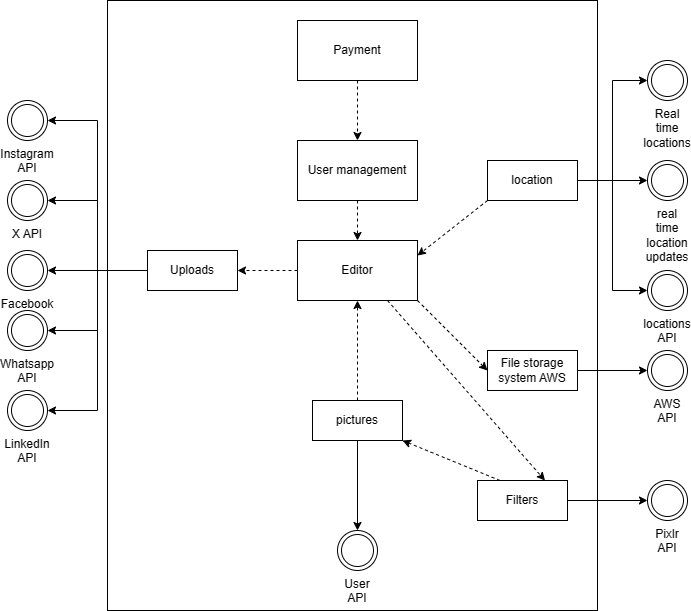 Payment
User management
Editor
Uploads
location
File storage
system AWS
pictures
Filters
Instagram
API
X API
Facebook
Whatsapp
API
LinkedIn
API
Real
time
locations
real
time
location
updates
locations
API
AWS
API
Pixlr
API
User
API